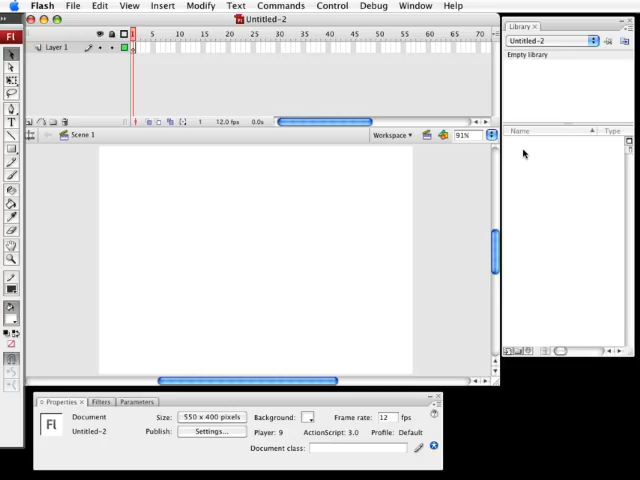 Flash File Edit View Insert Modify Text Commands Control Debug Window Help
Untitled-2
Fl
Layer 1
1 5 10 15 20 25 30 35 40 45 50 55 60 65 70
1 12.0 fps 0.0s
Scene 1
Workspace
91%
Library
Untitled-2
Empty library
Name Type
Properties Filters Parameters
Fl
Document
Untitled-2
Size: 550 x 400 pixels Background: Frame rate: 12 fps
Publish: Settings... Player: 9 ActionScript: 3.0 Profile: Default
Document class: